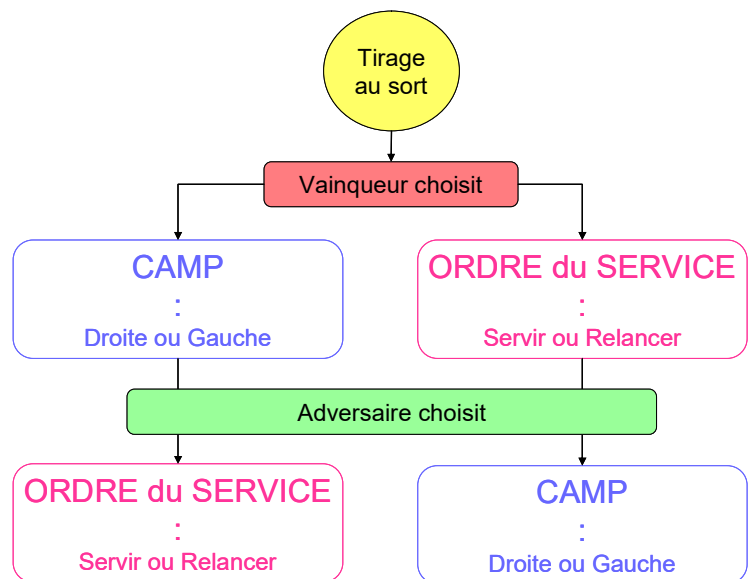 Tirage
au sort
Vainqueur choisit
CAMP
:
Droite ou Gauche
ORDRE du SERVICE
:
Servir ou Relancer
Adversaire choisit
ORDRE du SERVICE
:
Servir ou Relancer
CAMP
:
Droite ou Gauche